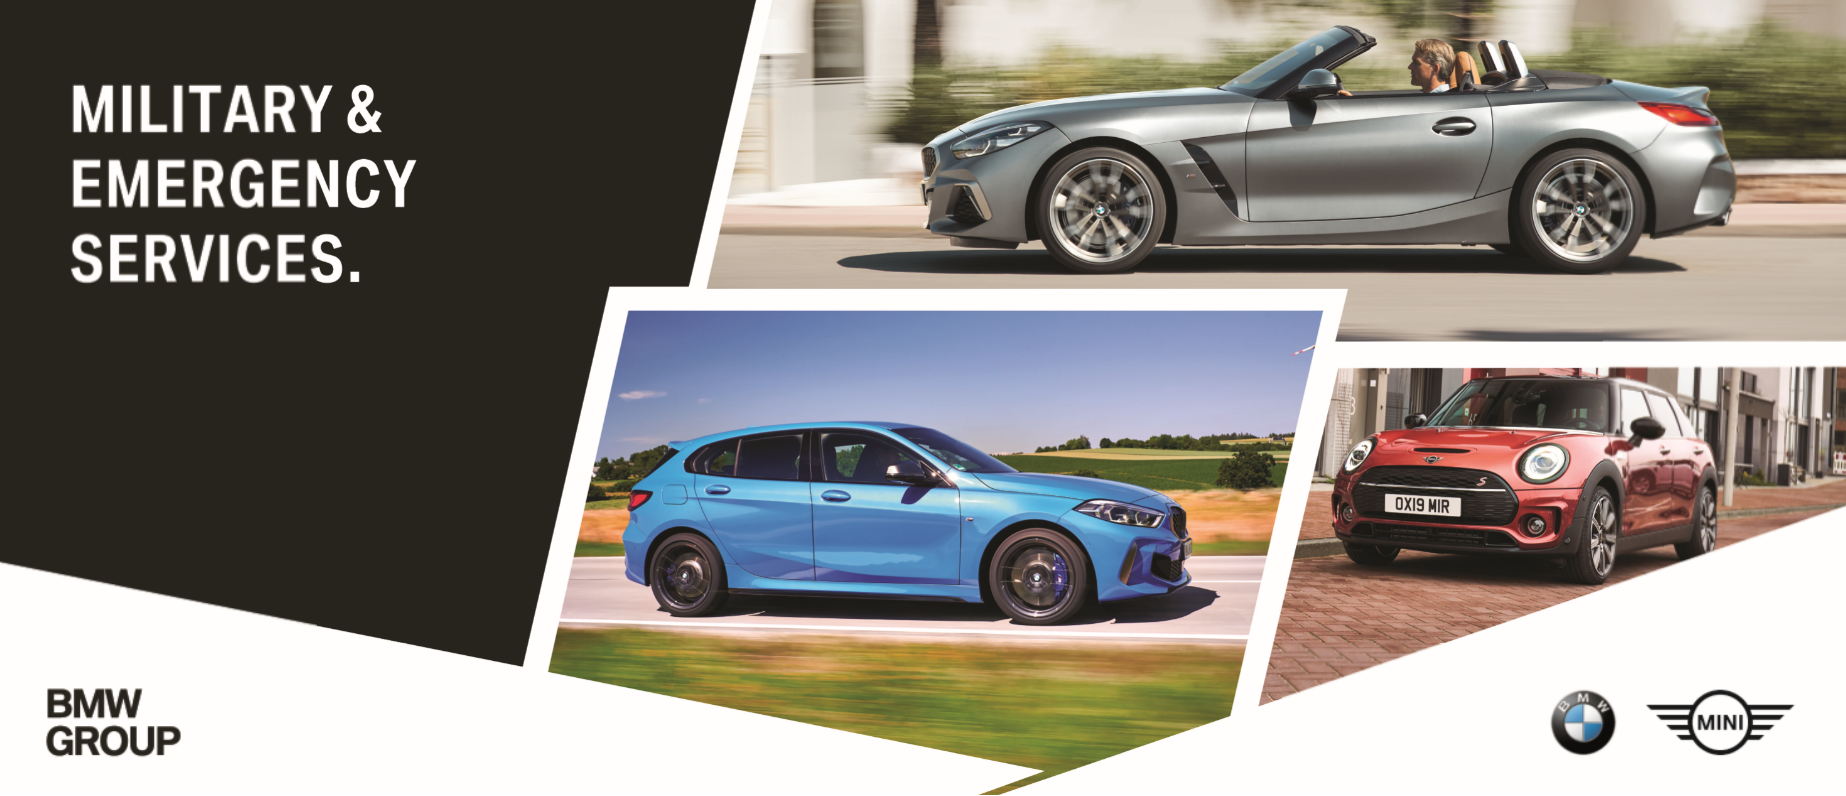 MILITARY &
EMERGENCY
SERVICES.
S
OX19 MIR
BMW
GROUP
BMW
MINI